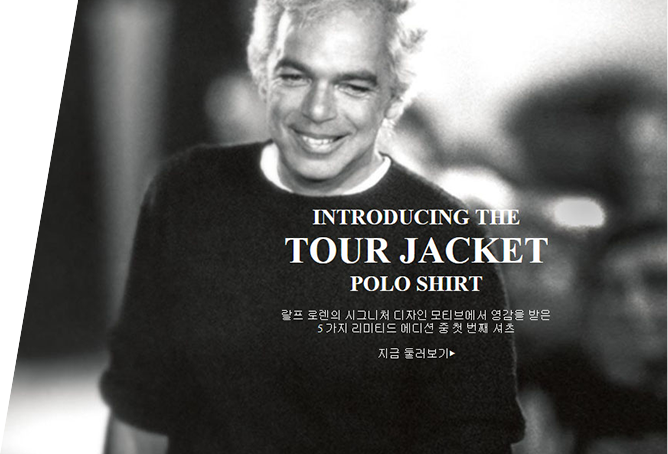 INTRODUCING THE
TOUR JACKET
POLO SHIRT
랄프 로렌의 시그니처 디자인 모티브에서 영감을 받은
5가지 리미티드 에디션 중 첫 번째 셔츠
지금 둘러보기▸